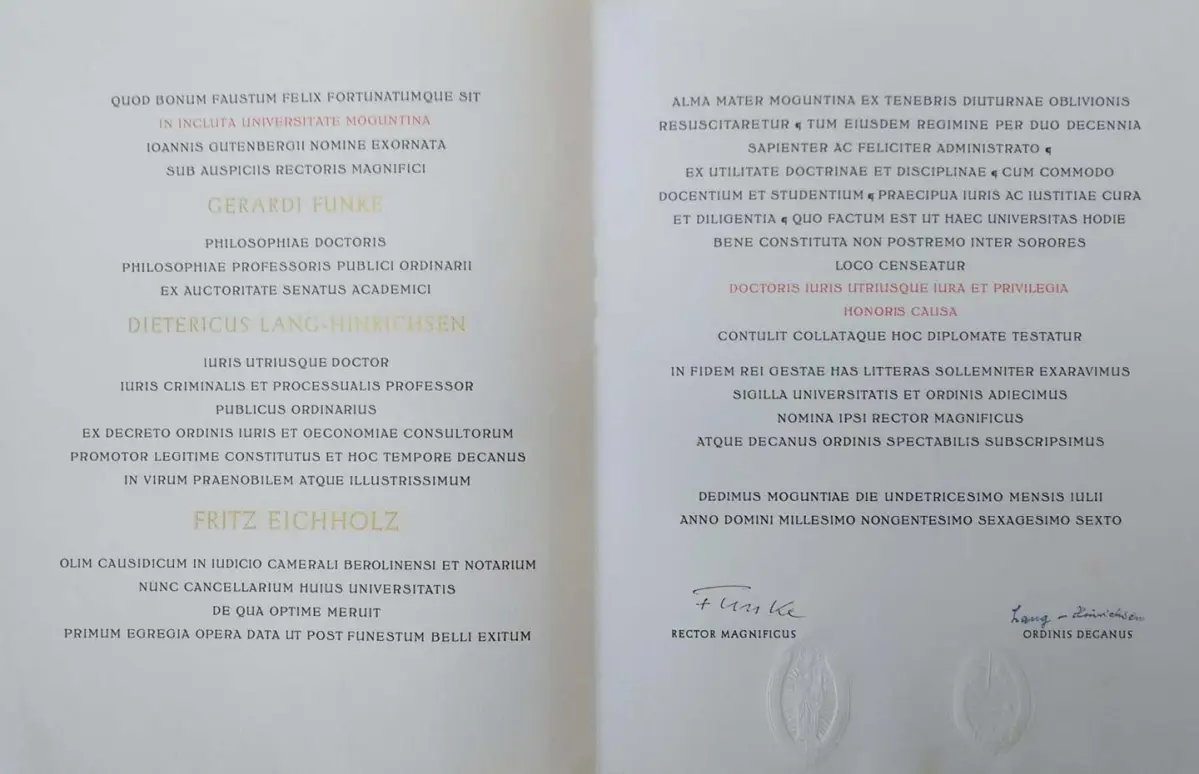 QUOD BONUM FAUSTUM FELIX FORTUNATUMQUE SIT
IN INCLUTA UNIVERSITATE MOGUNTINA
IOANNIS GUTENBERGII NOMINE EXORNATA
SUB AUSPICIIS RECTORIS MAGNIFICI
GERARDI FUNKE
PHILOSOPHIAE DOCTORIS
PHILOSOPHIAE PROFESSORIS PUBLICI ORDINARII
EX AUCTORITATE SENATUS ACADEMICI
DIETERICUS LANG-HINRICHSEN
IURIS UTRIUSQUE DOCTOR
IURIS CRIMINALIS ET PROCESSUALIS PROFESSOR
PUBLICUS ORDINARIUS
EX DECRETO ORDINIS IURIS ET OECONOMIAE CONSULTORUM
PROMOTOR LEGITIME CONSTITUTUS ET HOC TEMPORE DECANUS
IN VIRUM PRAENOBILEM ATQUE ILLUSTRISSIMUM
FRITZ EICHHOLZ
OLIM CAUSIDICUM IN IUDICIO CAMERALI BEROLINENSI ET NOTARIUM
NUNC CANCELLARIUM HUIUS UNIVERSITATIS
DE QUA OPTIME MERUIT
PRIMUM EGREGIA OPERA DATA UT POST FUNESTUM BELLI EXITUM
ALMA MATER MOGUNTINA EX TENEBRIS DIUTURNAE OBLIVIONIS
RESUSCITARETUR ¶ TUM EIUSDEM REGIMINE PER DUO DECENNIA
SAPIENTER AC FELICITER ADMINISTRATO ¶
EX UTILITATE DOCTRINAE ET DISCIPLINAE ¶ CUM COMMODO
DOCENTIUM ET STUDENTIUM ¶ PRAECIPUA IURIS AC IUSTITIAE CURA
ET DILIGENTIA ¶ QUO FACTUM EST UT HAEC UNIVERSITAS HODIE
BENE CONSTITUTA NON POSTREMO INTER SORORES
LOCO CENSEATUR
DOCTORIS IURIS UTRIUSQUE IURA ET PRIVILEGIA
HONORIS CAUSA
CONTULIT COLLATAQUE HOC DIPLOMATE TESTATUR
IN FIDEM REI GESTAE HAS LITTERAS SOLLEMNITER EXARAVIMUS
SIGILLA UNIVERSITATIS ET ORDINIS ADIECIMUS
NOMINA IPSI RECTOR MAGNIFICUS
ATQUE DECANUS ORDINIS SPECTABILIS SUBSCRIPSIMUS
DEDIMUS MOGUNTIAE DIE UNDETRICESIMO MENSIS IULII
ANNO DOMINI MILLESIMO NONGENTESIMO SEXAGESIMO SEXTO
Funke
RECTOR MAGNIFICUS
Lang-Hinrichsen
ORDINIS DECANUS